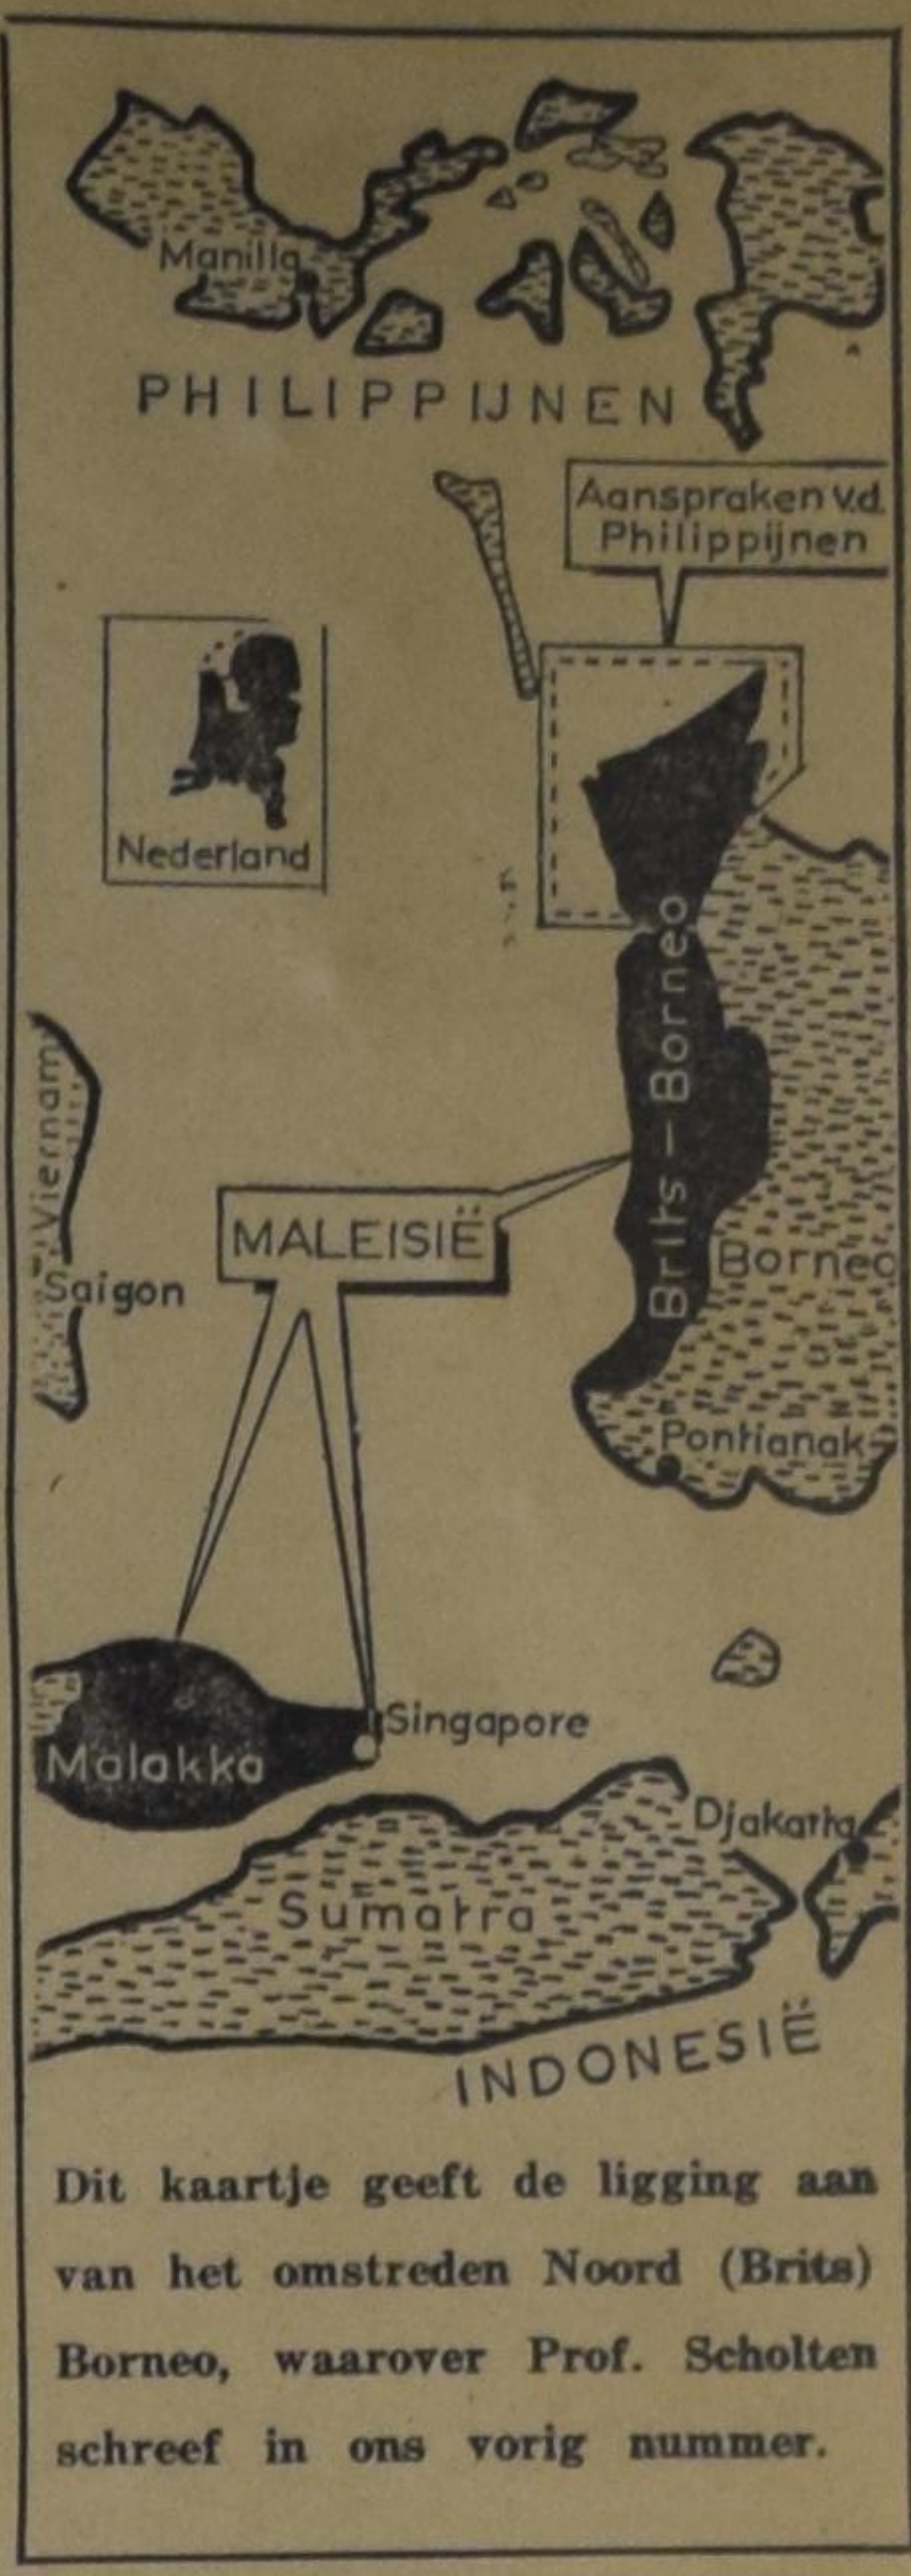 Manilla
PHILIPPIJNEN
Aanspraken v.d.
Philippijnen
Nederland
Brits-Borneo
Viernam
MALEISIË
Borneo
Saigon
Pontianak
Singapore
Malakka
Djakarta
Sumatra
INDONESIË
Dit kaartje geeft de ligging aan
van het omstreden Noord (Brits)
Borneo, waarover Prof. Scholten
schreef in ons vorig nummer.